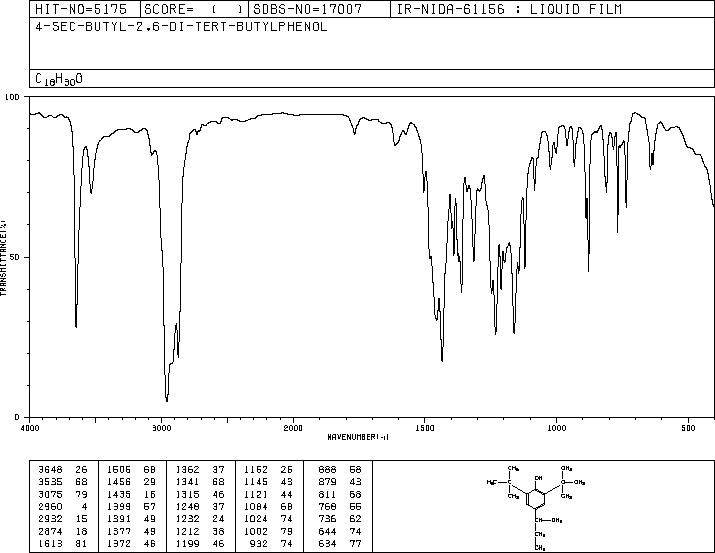 HIT-NO=5175 SCORE= ( ) SDBS-NO=17007 IR-NIDA-61156 : LIQUID FILM
4-SEC-BUTYL-2,6-DI-TERT-BUTYLPHENOL
C18H30O
100
50
0
TRANSMITTANCE(%)
4000 3000 2000 1500 1000 500
WAVENUMBER(-1)
3648 26 1506 68 1362 37 1162 25 888 58
3535 68 1456 29 1341 68 1145 43 879 43
3075 79 1435 16 1315 46 1121 44 811 68
2960 4 1399 57 1248 37 1084 68 768 55
2932 15 1391 49 1232 24 1024 74 736 62
2874 18 1377 49 1212 38 1002 79 644 74
1613 81 1372 46 1199 46 932 74 634 77
OH